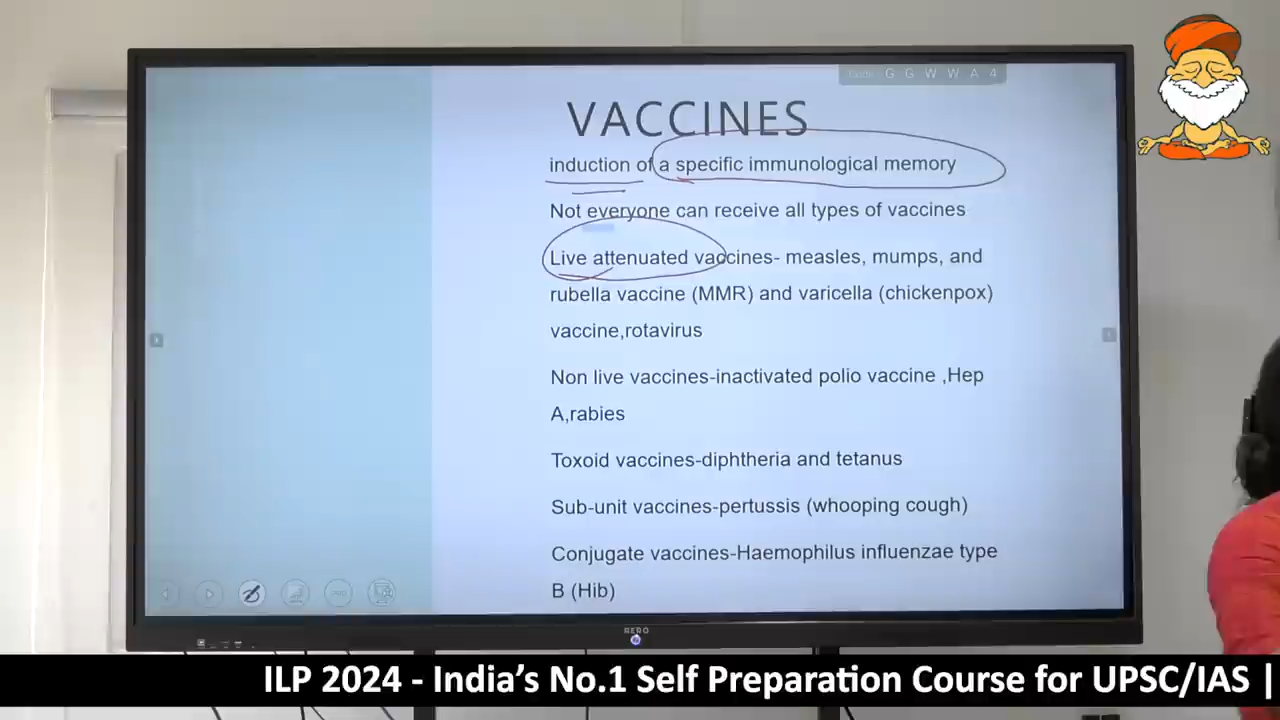 Code: G G W W A 4
VACCINES
induction of a specific immunological memory
Not everyone can receive all types of vaccines
Live attenuated vaccines- measles, mumps, and
rubella vaccine (MMR) and varicella (chickenpox)
vaccine,rotavirus
Non live vaccines-inactivated polio vaccine ,Hep
A,rabies
Toxoid vaccines-diphtheria and tetanus
Sub-unit vaccines-pertussis (whooping cough)
Conjugate vaccines-Haemophilus influenzae type
B (Hib)
ILP 2024 - India’s No.1 Self Preparation Course for UPSC/IAS |